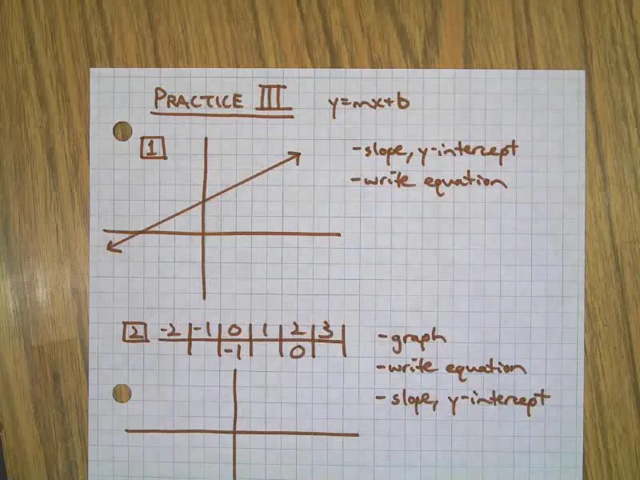 PRACTICE III y=mx+b
1
-slope, y-intercept
-write equation
2 -2 -1 0 1 2 3
-1 0
-graph
-write equation
-slope, y-intercept